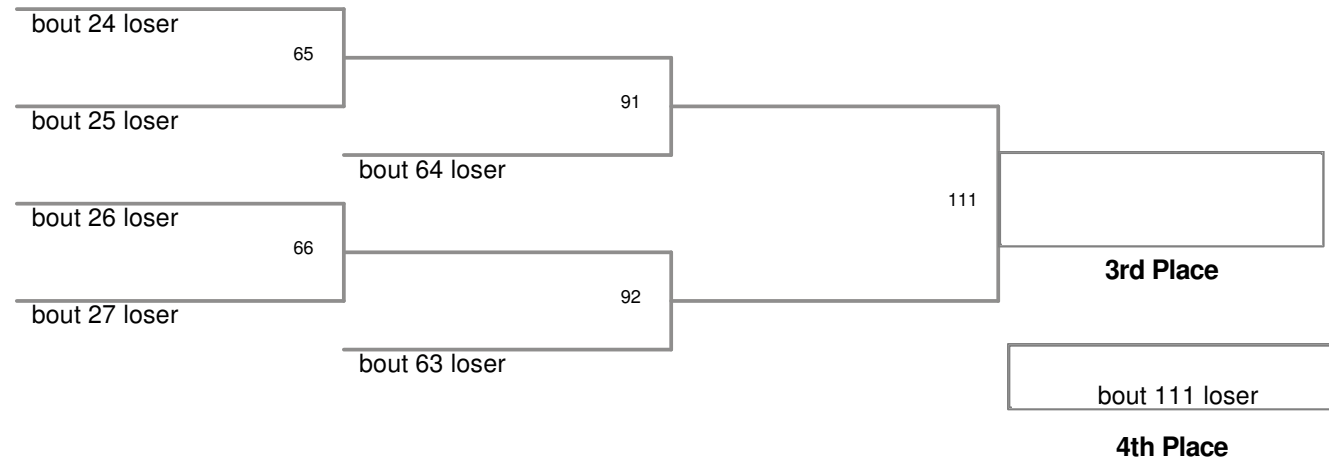 bout 24 loser
65
bout 25 loser
91
bout 64 loser
bout 26 loser
111
66
3rd Place
92
bout 27 loser
bout 63 loser
bout 111 loser
4th Place